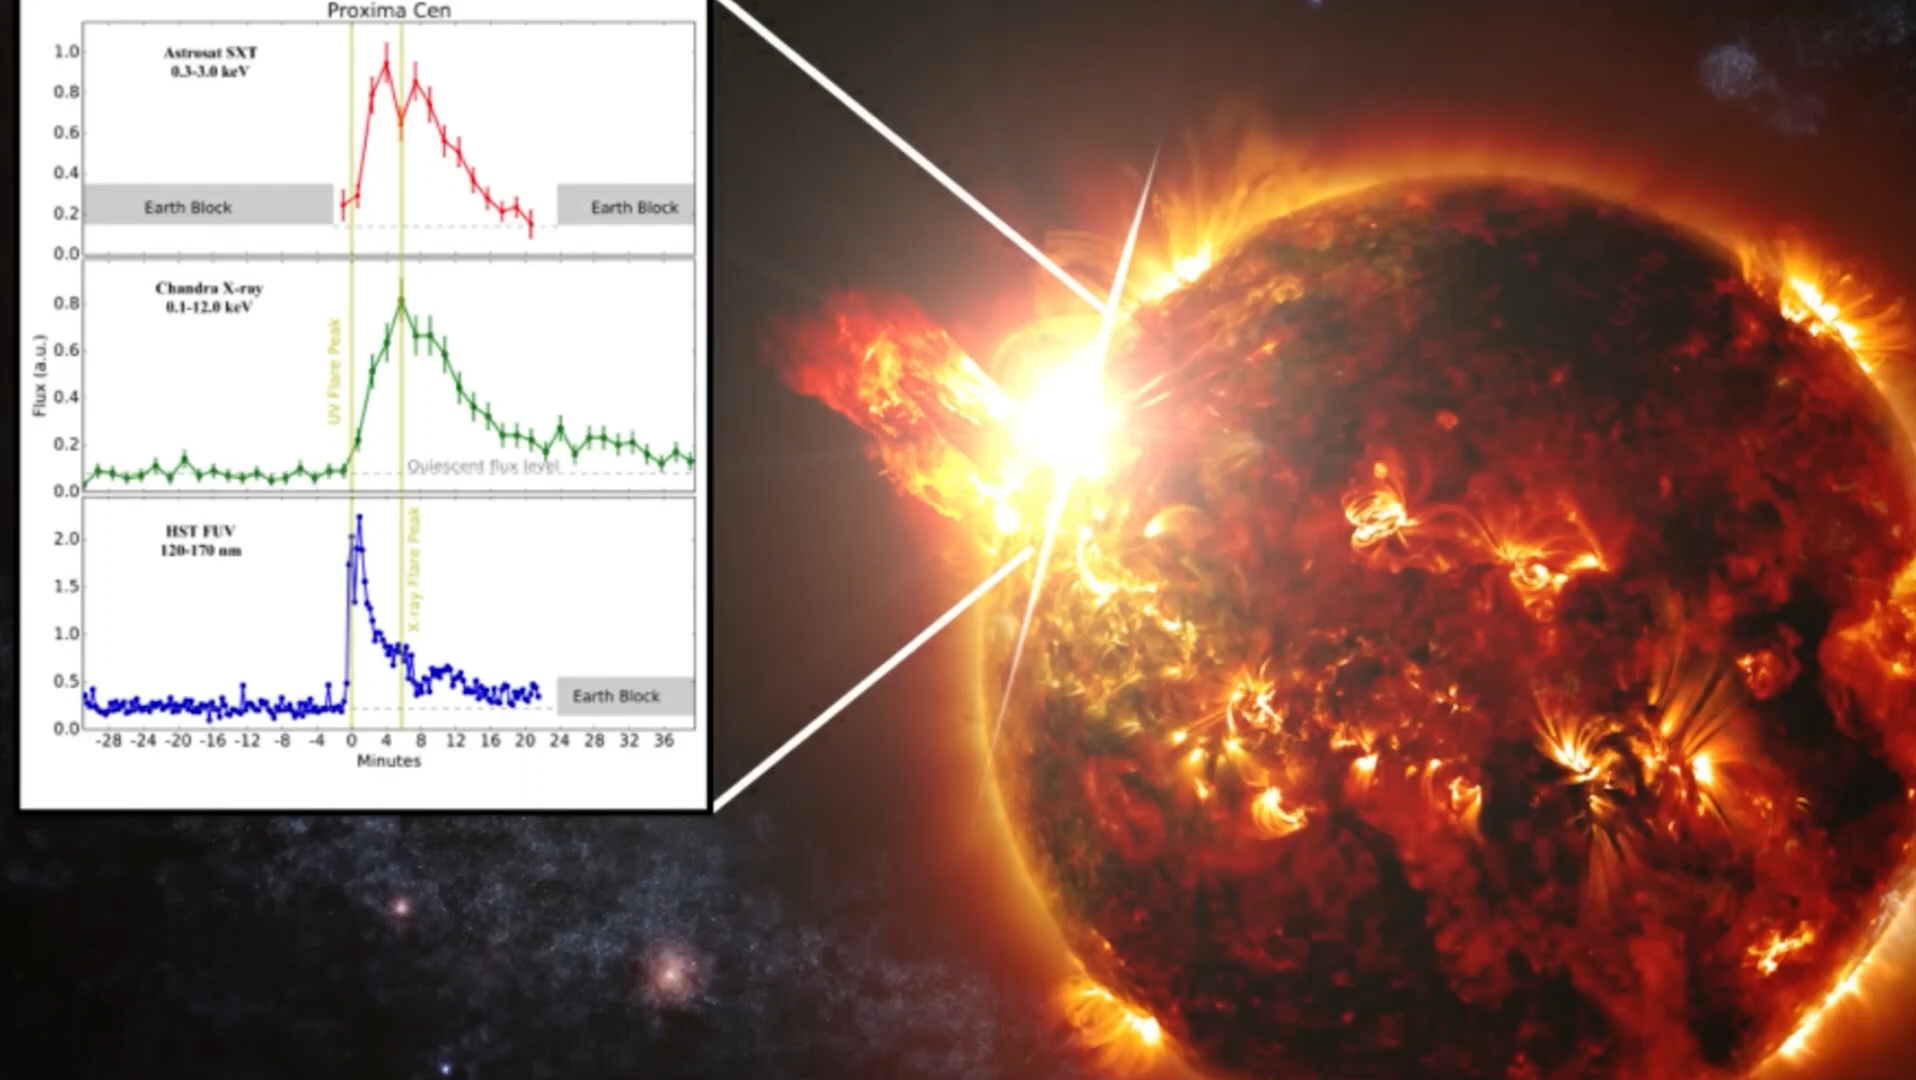 Proxima Cen
Astrosat SXT
0.3-3.0 keV
1.0
0.8
0.6
0.4
0.2
0.0
Earth Block
Earth Block
Chandra X-ray
0.1-12.0 keV
0.8
0.6
0.4
0.2
0.0
Flux (a.u.)
UV Flare Peak
Quiescent flux level
HST FUV
120-170 nm
2.0
1.5
1.0
0.5
0.0
X-ray Flare Peak
Earth Block
-28 -24 -20 -16 -12 -8 -4 0 4 8 12 16 20 24 28 32 36
Minutes